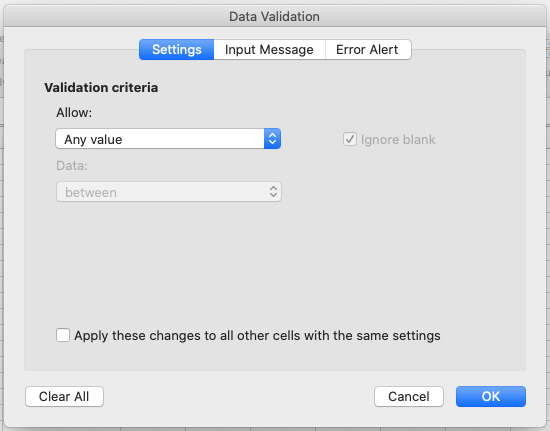 Data Validation
Settings Input Message Error Alert
Validation criteria
Allow:
Any value Ignore blank
Data:
between
Apply these changes to all other cells with the same settings
Clear All Cancel OK